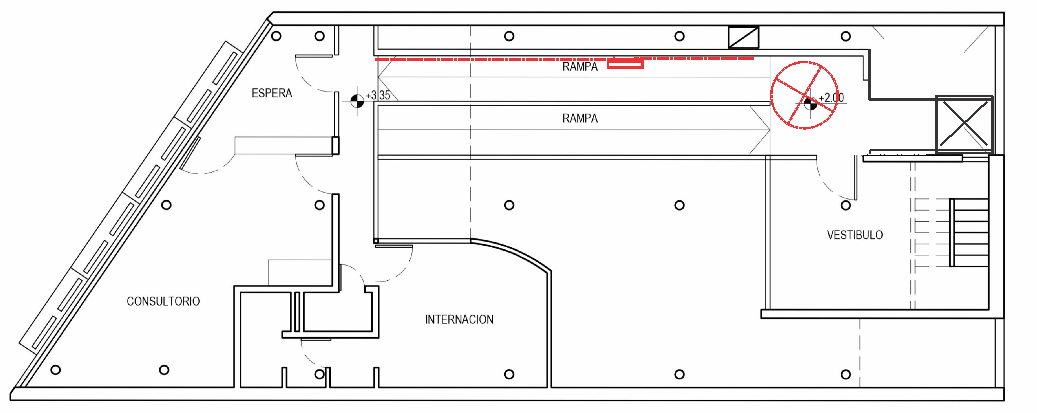 RAMPA
ESPERA
+3.35
+2.00
RAMPA
VESTIBULO
CONSULTORIO
INTERNACION